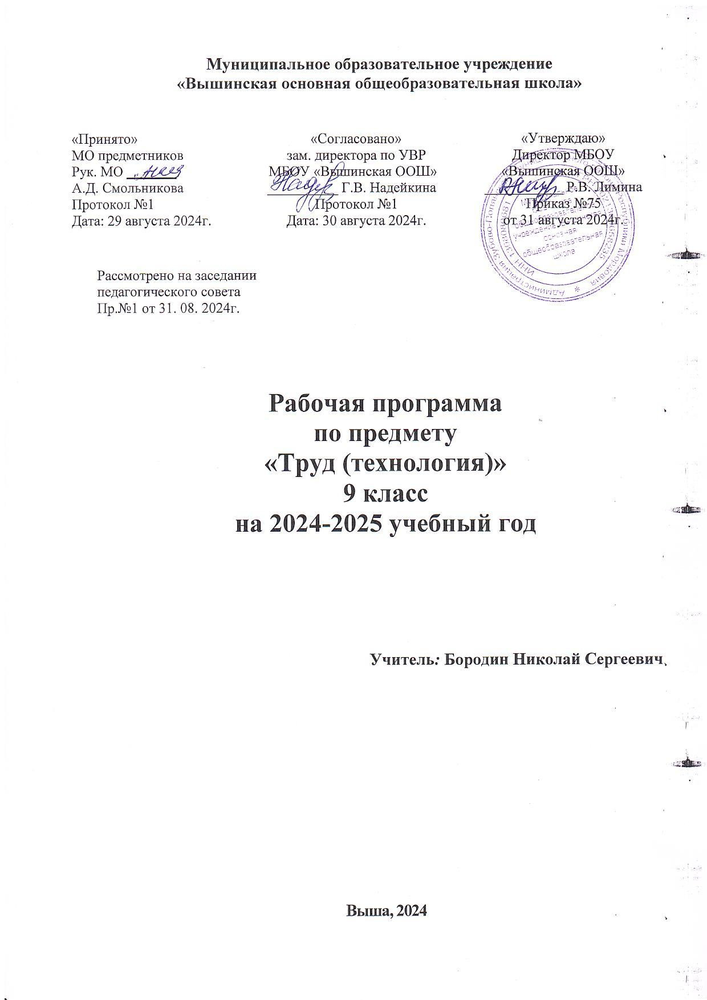 Муниципальное образовательное учреждение
«Вышинская основная общеобразовательная школа»
«Принято»
МО предметников
Рук. МО
А.Д. Смольникова
Протокол №1
Дата: 29 августа 2024г.
«Согласовано»
зам. директора по УВР
МБОУ «Вышинская ООШ»
Г.В. Надейкина
Протокол №1
Дата: 30 августа 2024г.
«Утверждаю»
Директор МБОУ
«Вышинская ООШ»
Р.В. Лимина
Приказ №75
от 31 августа 2024г.
общеобразовательная
школа
Рассмотрено на заседании
педагогического совета
Пр.№1 от 31. 08. 2024г.
Рабочая программа
по предмету
«Труд (технология)»
9 класс
на 2024-2025 учебный год
Учитель: Бородин Николай Сергеевич
Выша, 2024